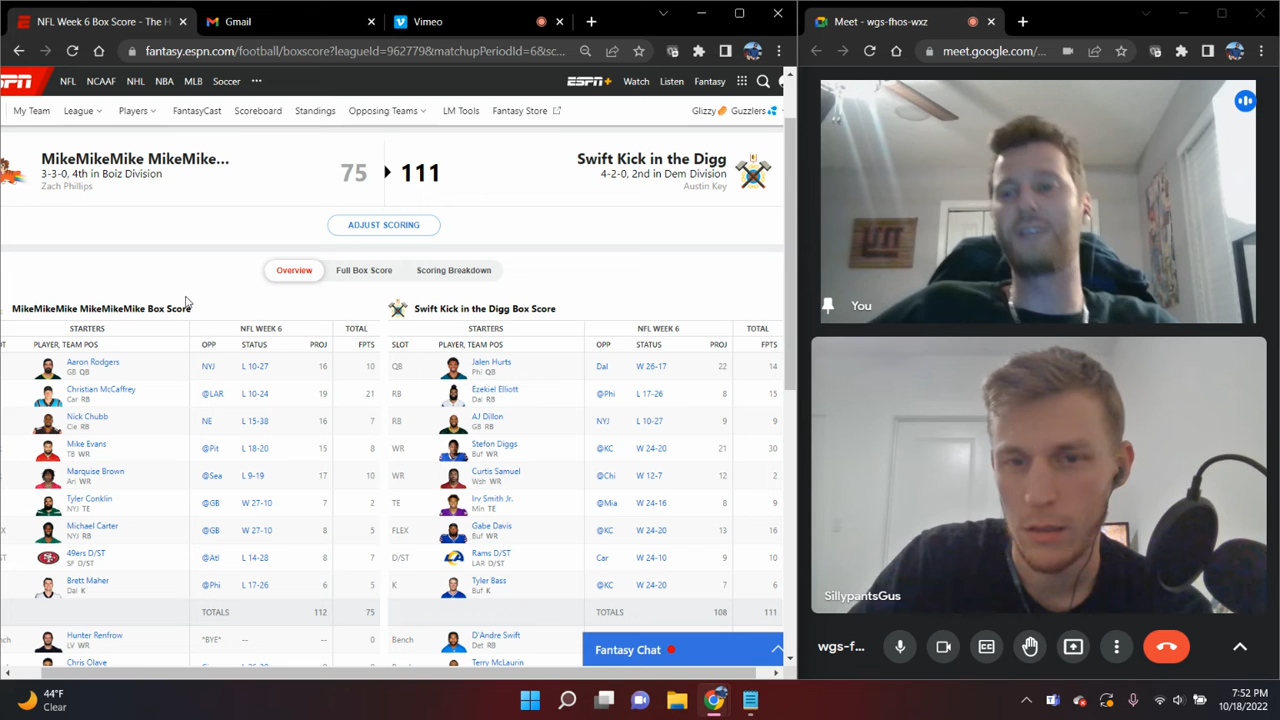 NFL Week 6 Box Score - The H
Gmail
Vimeo
Meet - wgs-fhos-wxz
fantasy.espn.com/football/boxscore?leagueId=962779&matchupPeriodId=6&sc...
meet.google.com/...
NFL NCAAF NHL NBA MLB Soccer ... ESPN+ Watch Listen Fantasy
My Team League Players FantasyCast Scoreboard Standings Opposing Teams LM Tools Fantasy Store Glizzy Guzzlers
MikeMikeMike MikeMike... 75 111 Swift Kick in the Digg
3-3-0, 4th in Boiz Division 4-2-0, 2nd in Dem Division
Zach Phillips Austin Key
ADJUST SCORING
Overview Full Box Score Scoring Breakdown
MikeMikeMike MikeMikeMike Box Score Swift Kick in the Digg Box Score
STARTERS NFL WEEK 6 TOTAL STARTERS NFL WEEK 6 TOTAL
PLAYER, TEAM POS OPP STATUS PROJ FPTS SLOT PLAYER, TEAM POS OPP STATUS PROJ FPTS
Aaron Rodgers NYJ L 10-27 16 10 QB Jalen Hurts Dal W 26-17 22 14
GB QB Phi QB
Christian McCaffrey @LAR L 10-24 19 21 RB Ezekiel Elliott @Phi L 17-26 8 15
Car RB Dal RB
Nick Chubb NE L 15-38 16 7 RB AJ Dillon NYJ L 10-27 9 9
Cle RB GB RB
Mike Evans @Pit L 18-20 15 8 WR Stefon Diggs @KC W 24-20 21 30
TB WR Buf WR
Marquise Brown @Sea L 9-19 17 10 WR Curtis Samuel @Chi W 12-7 12 2
Ari WR Wsh WR
Tyler Conklin @GB W 27-10 7 2 TE Irv Smith Jr. @Mia W 24-16 8 9
NYJ TE Min TE
Michael Carter @GB W 27-10 8 5 FLEX Gabe Davis @KC W 24-20 13 16
NYJ RB Buf WR
49ers D/ST @Atl L 14-28 8 7 D/ST Rams D/ST Car W 24-10 9 10
SF D/ST LAR D/ST
Brett Maher @Phi L 17-26 6 5 K Tyler Bass @KC W 24-20 7 6
Dal K Buf K
TOTALS 112 75 TOTALS 108 111
Hunter Renfrow *BYE* -- -- 0 Bench D'Andre Swift
LV WR Det RB
Chris Olave Terry McLaurin
Fantasy Chat
You
SillypantsGus
wgs-f...
44°F
Clear
7:52 PM
10/18/2022